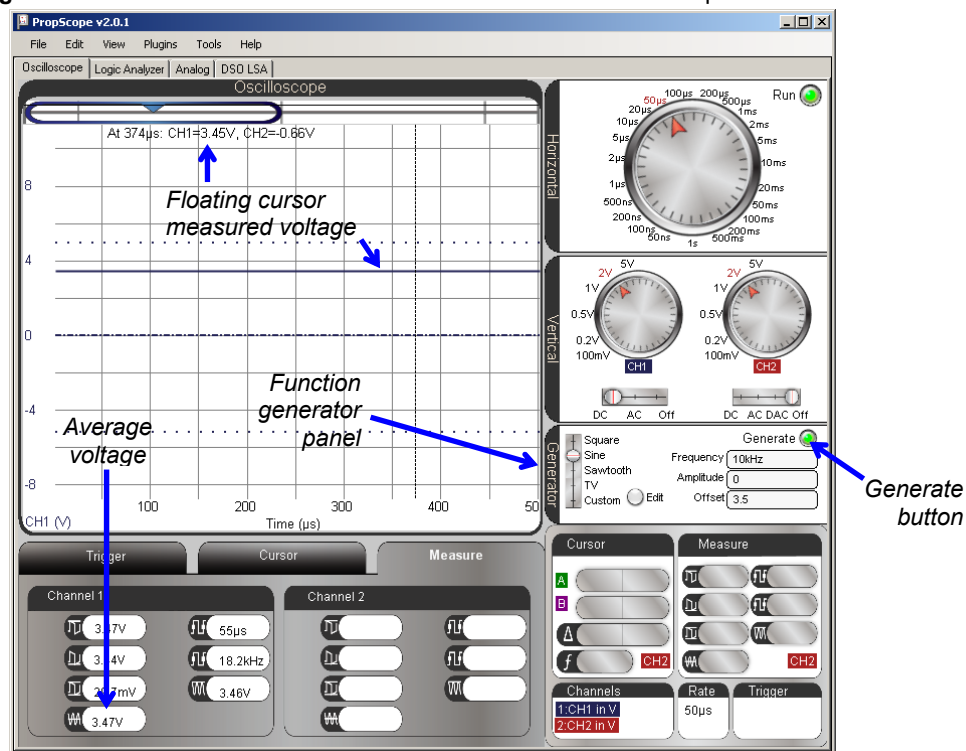 PropScope v2.0.1
File Edit View Plugins Tools Help
Oscilloscope Logic Analyzer Analog DSO LSA
Oscilloscope
At 374µs: CH1=3.45V, CH2=-0.66V
Floating cursor
measured voltage
8
4
0
-4
-8
Function
generator
panel
Average
voltage
100 200 300 400 50
CH1 (V)
Time (µs)
Horizontal
Run
50ns
100ns
200ns
500ns
1µs
2µs
5µs
10µs
20µs
50µs
100µs
200µs
500µs
1ms
2ms
5ms
10ms
20ms
50ms
100ms
500ms
1s
Vertical
5V
2V
1V
0.5V
0.2V
100mV
CH1
DC AC Off
5V
2V
1V
0.5V
0.2V
100mV
CH2
DC AC DAC Off
Generator
Square
Sine
Sawtooth
TV
Custom
Edit
Generate
Frequency 10kHz
Amplitude 0
Offset 3.5
Generate
button
Trigger Cursor Measure
Channel 1
55µs
18.2kHz
3.46V
3.47V
Channel 2
Cursor
A
B
Δ
f
CH2
Measure
CH2
Channels
1:CH1 in V
2:CH2 in V
Rate
50µs
Trigger